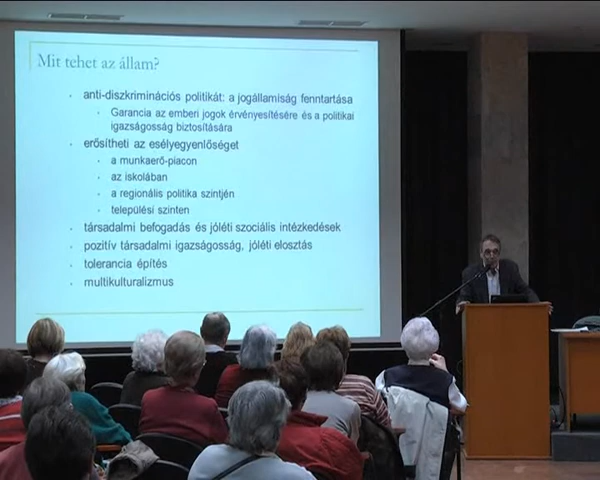 Mit tehet az állam?
anti-diszkriminációs politikát: a jogállamiság fenntartása
Garancia az emberi jogok érvényesítésére és a politikai
igazságosság biztosítására
erősítheti az esélyegyenlőséget
a munkaerő-piacon
az iskolában
a regionális politika szintjén
települési szinten
társadalmi befogadás és jóléti szociális intézkedések
pozitív társadalmi igazságosság, jóléti elosztás
tolerancia építés
multikulturalizmus